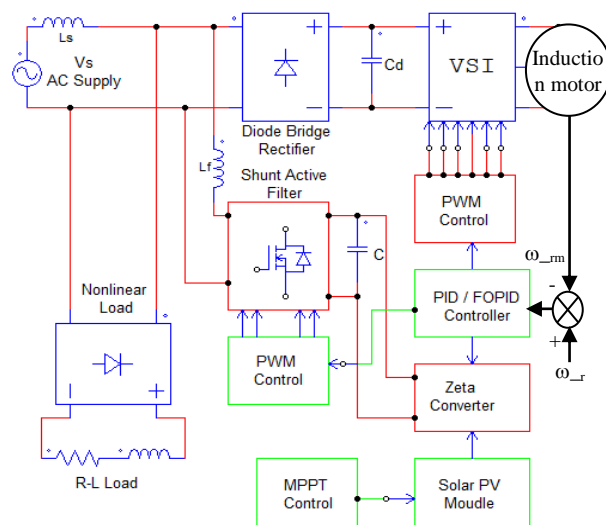 Ls
Vs
AC Supply
Diode Bridge
Rectifier
Cd
VSI
Inductio
n motor
Lf
Shunt Active
Filter
C
PWM
Control
ω_rm
-
+
ω_r
PID / FOPID
Controller
Nonlinear
Load
PWM
Control
Zeta
Converter
R-L Load
MPPT
Control
Solar PV
Moudle